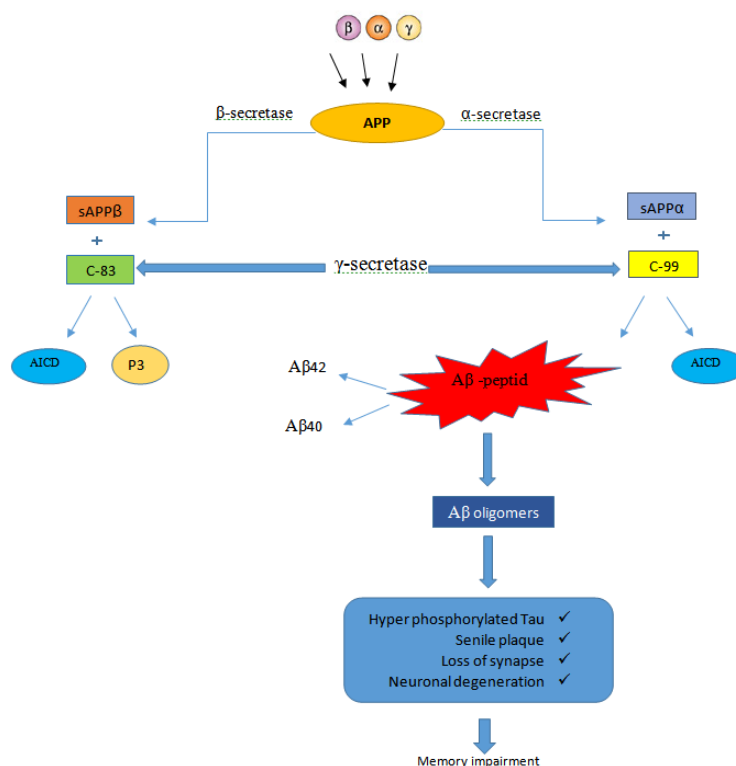 β α γ
β-secretase
APP
α-secretase
sAPPβ
+
C-83
sAPPα
+
C-99
γ-secretase
AICD
P3
Aβ42
Aβ40
Aβ -peptid
AICD
Aβ oligomers
Hyper phosphorylated Tau ✓
Senile plaque ✓
Loss of synapse ✓
Neuronal degeneration ✓
Memory impairment